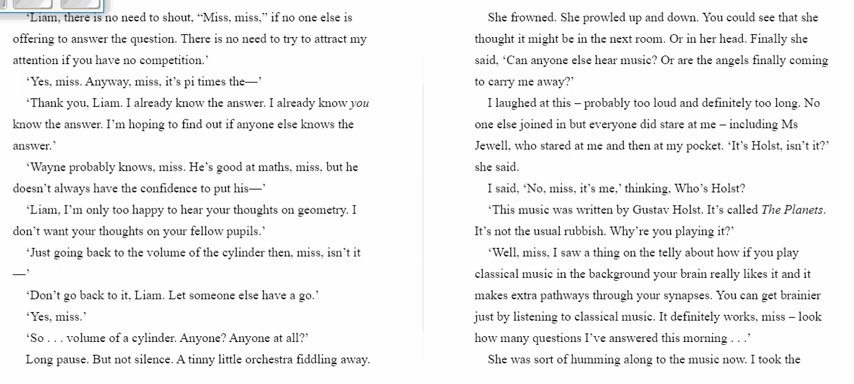 ‘Liam, there is no need to shout, “Miss, miss,” if no one else is
offering to answer the question. There is no need to try to attract my
attention if you have no competition.’
‘Yes, miss. Anyway, miss, it’s pi times the—’
‘Thank you, Liam. I already know the answer. I already know you
know the answer. I’m hoping to find out if anyone else knows the
answer.’
‘Wayne probably knows, miss. He’s good at maths, miss, but he
doesn’t always have the confidence to put his—’
‘Liam, I’m only too happy to hear your thoughts on geometry. I
don’t want your thoughts on your fellow pupils.’
‘Just going back to the volume of the cylinder then, miss, isn’t it
—’
‘Don’t go back to it, Liam. Let someone else have a go.’
‘Yes, miss.’
‘So . . . volume of a cylinder. Anyone? Anyone at all?’
Long pause. But not silence. A tinny little orchestra fiddling away.
She frowned. She prowled up and down. You could see that she
thought it might be in the next room. Or in her head. Finally she
said, ‘Can anyone else hear music? Or are the angels finally coming
to carry me away?’
I laughed at this – probably too loud and definitely too long. No
one else joined in but everyone did stare at me – including Ms
Jewell, who stared at me and then at my pocket. ‘It’s Holst, isn’t it?’
she said.
I said, ‘No, miss, it’s me,’ thinking, Who’s Holst?
‘This music was written by Gustav Holst. It’s called The Planets.
It’s not the usual rubbish. Why’re you playing it?’
‘Well, miss, I saw a thing on the telly about how if you play
classical music in the background your brain really likes it and it
makes extra pathways through your synapses. You can get brainier
just by listening to classical music. It definitely works, miss – look
how many questions I’ve answered this morning . . .’
She was sort of humming along to the music now. I took the